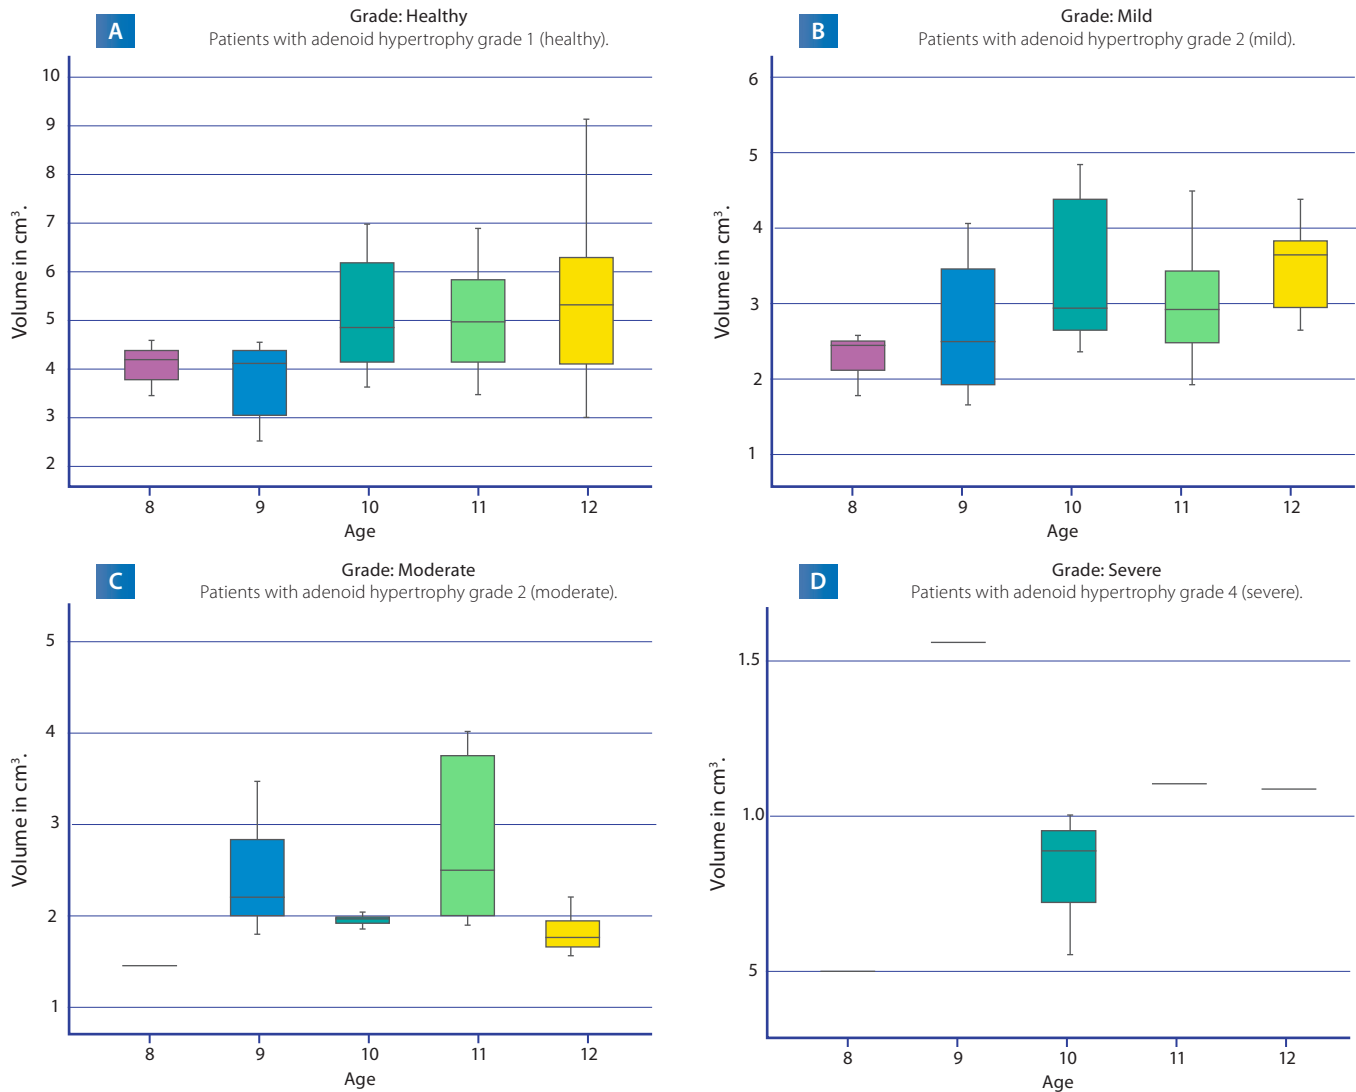 A
Grade: Healthy
Patients with adenoid hypertrophy grade 1 (healthy).
Volume in cm³.
10
9
8
7
6
5
4
3
2
8 9 10 11 12
Age
B
Grade: Mild
Patients with adenoid hypertrophy grade 2 (mild).
Volume in cm³.
6
5
4
3
2
1
8 9 10 11 12
Age
C
Grade: Moderate
Patients with adenoid hypertrophy grade 2 (moderate).
Volume in cm³.
5
4
3
2
1
8 9 10 11 12
Age
D
Grade: Severe
Patients with adenoid hypertrophy grade 4 (severe).
Volume in cm³.
1.5
1.0
5
8 9 10 11 12
Age